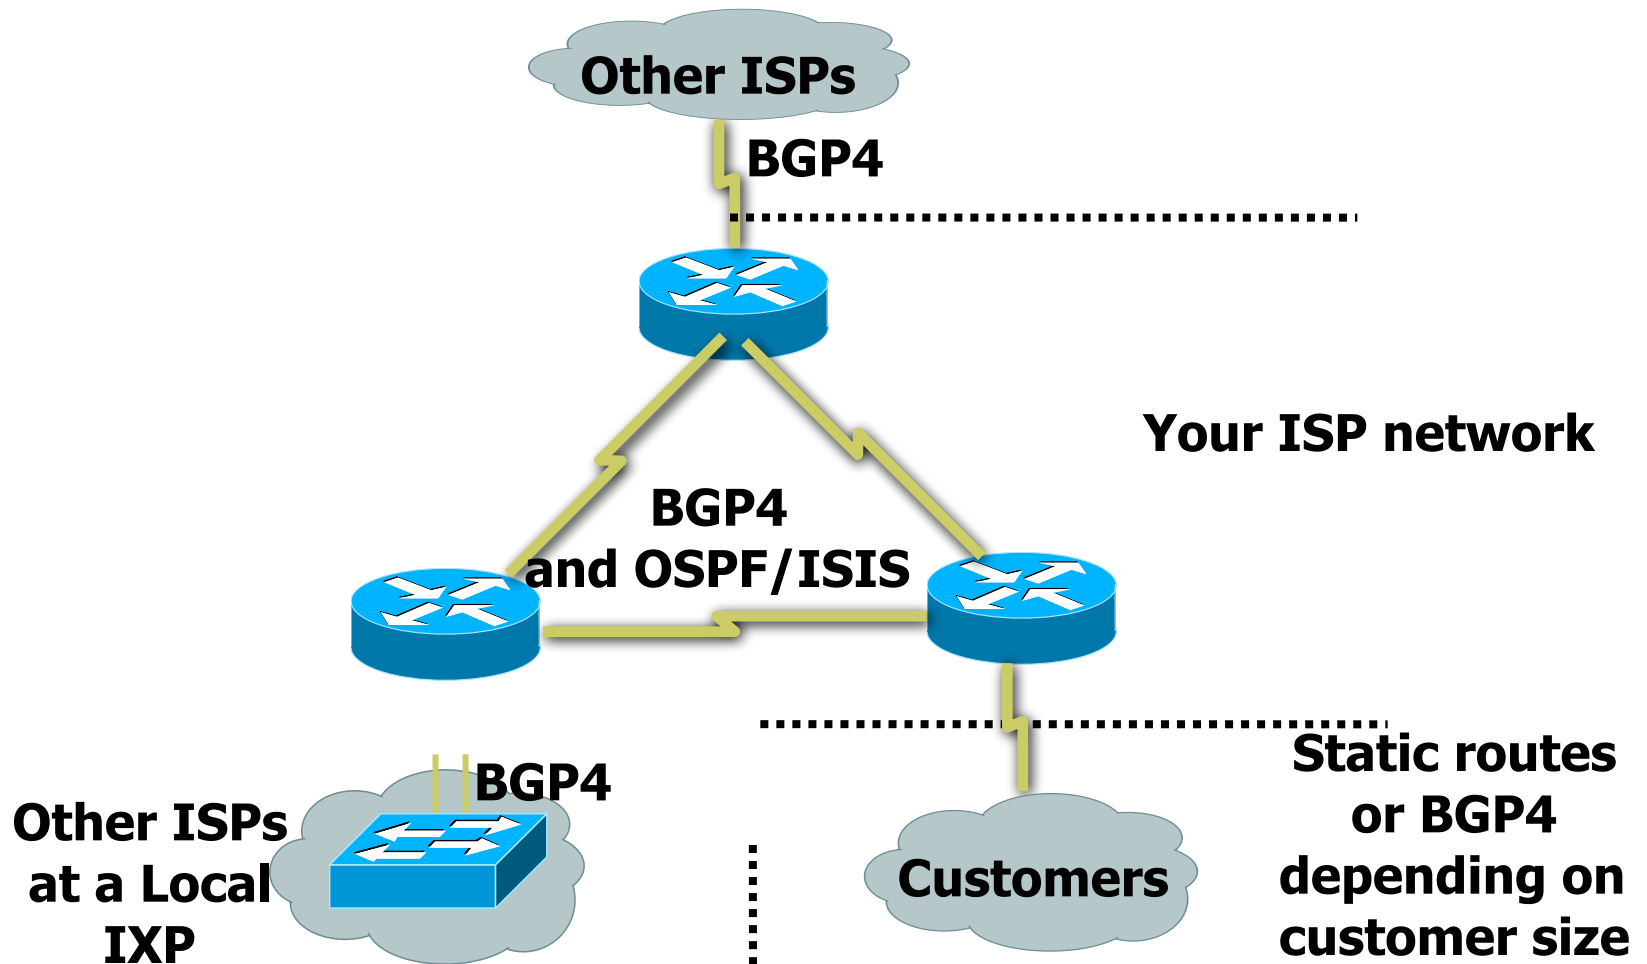 Other ISPs
BGP4
Your ISP network
BGP4
and OSPF/ISIS
BGP4
Other ISPs
at a Local
IXP
Customers
Static routes
or BGP4
depending on
customer size